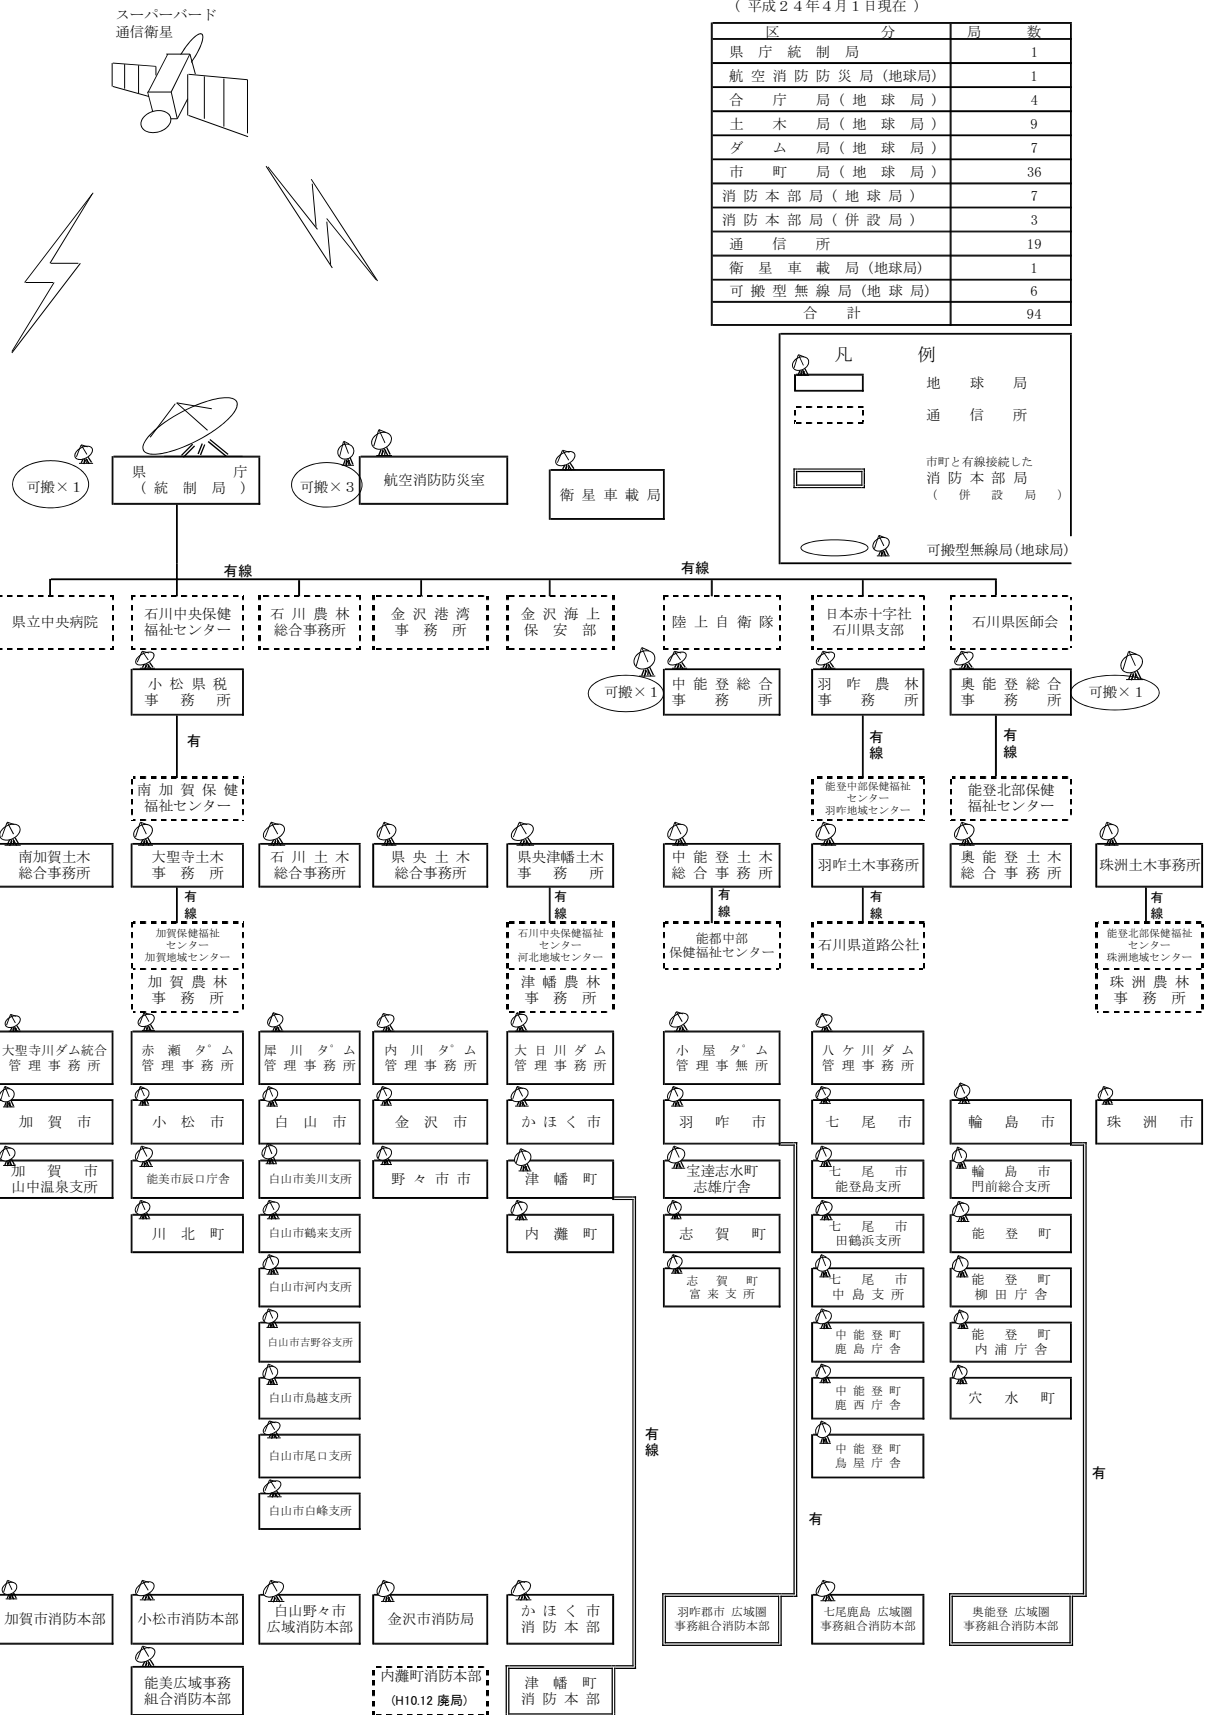 スーパーバード
通信衛星
（ 平成２４年４月１日現在 ）
区 分 局 数
県 庁 統 制 局 1
航 空 消 防 防 災 局 (地球局) 1
合 庁 局 ( 地 球 局 ) 4
土 木 局 ( 地 球 局 ) 9
ダ ム 局 ( 地 球 局 ) 7
市 町 局 ( 地 球 局 ) 36
消 防 本 部 局 ( 地 球 局 ) 7
消 防 本 部 局 ( 併 設 局 ) 3
通 信 所 19
衛 星 車 載 局 (地球局) 1
可 搬 型 無 線 局 (地 球 局) 6
合 計 94
凡 例
地 球 局
通 信 所
市町と有線接続した
消 防 本 部 局
（ 併 設 局 ）
可搬型無線局(地球局)
可搬×１
県 庁
( 統 制 局 )
可搬×３
航空消防防災室
衛 星 車 載 局
有線
有線
県立中央病院
石川中央保健
福祉センター
石 川 農 林
総合事務所
金 沢 港 湾
事 務 所
金 沢 海 上
保 安 部
陸 上 自 衛 隊
日本赤十字社
石川県支部
石川県医師会
小 松 県 税
事 務 所
可搬×１
中 能 登 総 合
事 務 所
羽 咋 農 林
事 務 所
奥 能 登 総 合
事 務 所
可搬×１
有
有
線
有
線
南 加 賀 保 健
福祉センター
能登中部保健福祉
センター
羽咋地域センター
能登北部保健
福祉センター
南加賀土木
総合事務所
大聖寺土木
事 務 所
石 川 土 木
総合事務所
県 央 土 木
総合事務所
県央津幡土木
事 務 所
中 能 登 土 木
総 合 事 務 所
羽咋土木事務所
奥 能 登 土 木
総 合 事 務 所
珠洲土木事務所
有
線
有
線
有
線
有
線
有
線
加賀保健福祉
センター
加賀地域センター
石川中央保健福祉
センター
河北地域センター
能都中部
保健福祉センター
石川県道路公社
能登北部保健福祉
センター
珠洲地域センター
加 賀 農 林
事 務 所
津 幡 農 林
事 務 所
珠 洲 農 林
事 務 所
大聖寺川ダム統合
管 理 事 務 所
赤 瀬 ダ ム
管 理 事 務 所
犀 川 ダ ム
管 理 事 務 所
内 川 ダ ム
管 理 事 務 所
大 日 川 ダ ム
管 理 事 務 所
小 屋 ダ ム
管 理 事 無 所
八 ケ 川 ダ ム
管 理 事 務 所
加 賀 市
小 松 市
白 山 市
金 沢 市
か ほ く 市
羽 咋 市
七 尾 市
輪 島 市
珠 洲 市
加 賀 市
山中温泉支所
能美市辰口庁舎
白山市美川支所
野 々 市 市
津 幡 町
宝達志水町
志雄庁舎
七 尾 市
能登島支所
輪 島 市
門前総合支所
川 北 町
白山市鶴来支所
内 灘 町
志 賀 町
七 尾 市
田鶴浜支所
能 登 町
白山市河内支所
志 賀 町
富 来 支 所
七 尾 市
中 島 支 所
能 登 町
柳 田 庁 舎
白山市吉野谷支所
中 能 登 町
鹿 島 庁 舎
能 登 町
内 浦 庁 舎
白山市鳥越支所
中 能 登 町
鹿 西 庁 舎
穴 水 町
有
線
白山市尾口支所
中 能 登 町
鳥 屋 庁 舎
有
白山市白峰支所
有
加賀市消防本部
小松市消防本部
白山野々市
広域消防本部
金沢市消防局
か ほ く 市
消 防 本 部
羽咋郡市 広域圏
事務組合消防本部
七尾鹿島 広域圏
事務組合消防本部
奥能登 広域圏
事務組合消防本部
能美広域事務
組合消防本部
内灘町消防本部
(H10.12 廃局)
津 幡 町
消 防 本 部